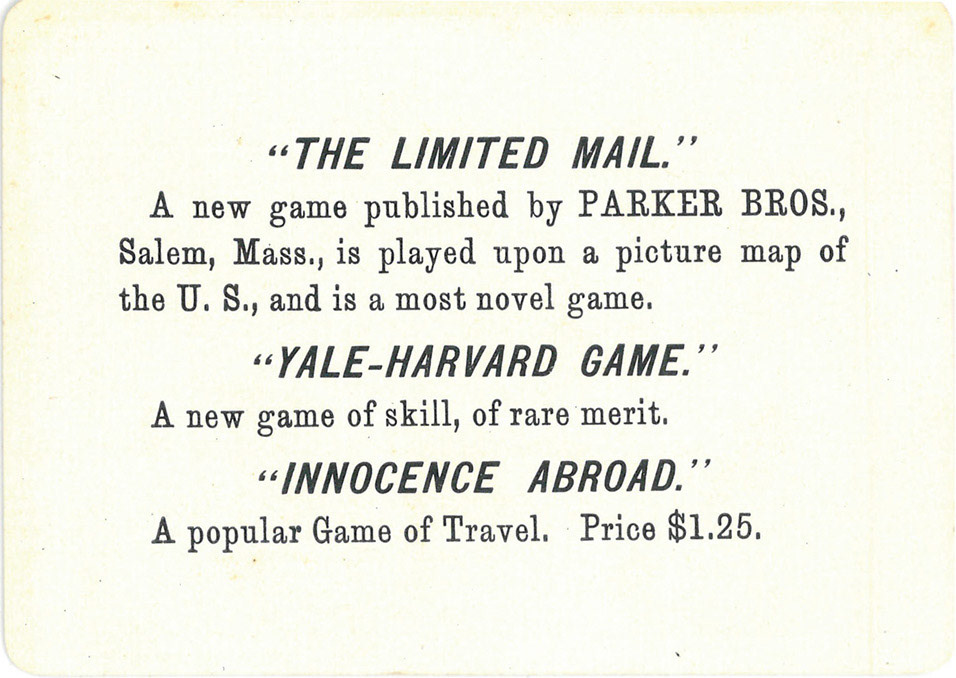 “THE LIMITED MAIL.”
A new game published by PARKER BROS.,
Salem, Mass., is played upon a picture map of
the U. S., and is a most novel game.
“YALE-HARVARD GAME.”
A new game of skill, of rare merit.
“INNOCENCE ABROAD.”
A popular Game of Travel. Price $1.25.